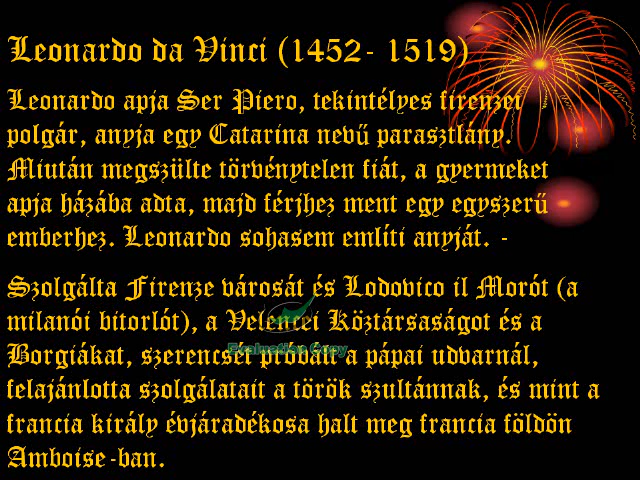 Leonardo da Vinci (1452- 1519)
Leonardo apja Ser Piero, tekintélyes firenzei
polgár, anyja egy Catarina nevű parasztlány.
Miután megszülte törvénytelen fiát, a gyermeket
apja házába adta, majd férjhez ment egy egyszerű
emberhez. Leonardo sohasem említi anyját. -
Szolgálta Firenze városát és Lodovico il Morót (a
milanói bitorlót), a Velencei Köztársaságot és a
Borgiákat, szerencsét próbált a pápai udvarnál,
Evaluation Copy
felajánlotta szolgálatait a török szultánnak, és mint a
francia király évjáradékosa halt meg francia földön
Amboise-ban.